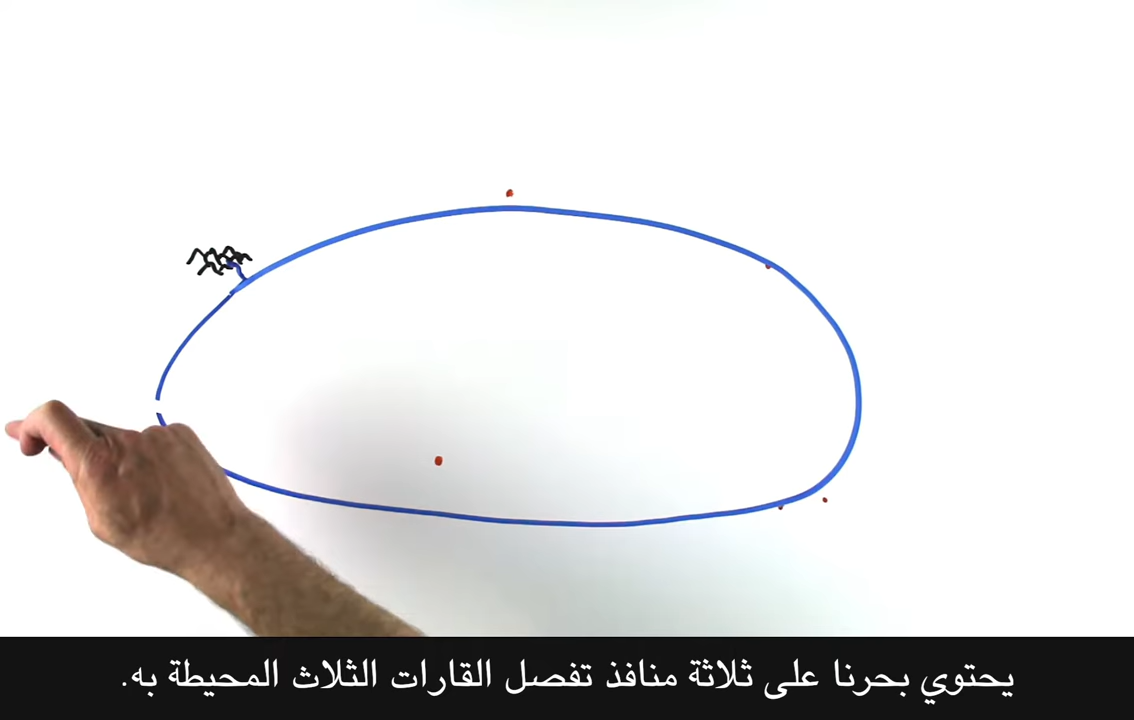 يحتوي بحرنا على ثلاثة منافذ تفصل القارات الثلاث المحيطة به.